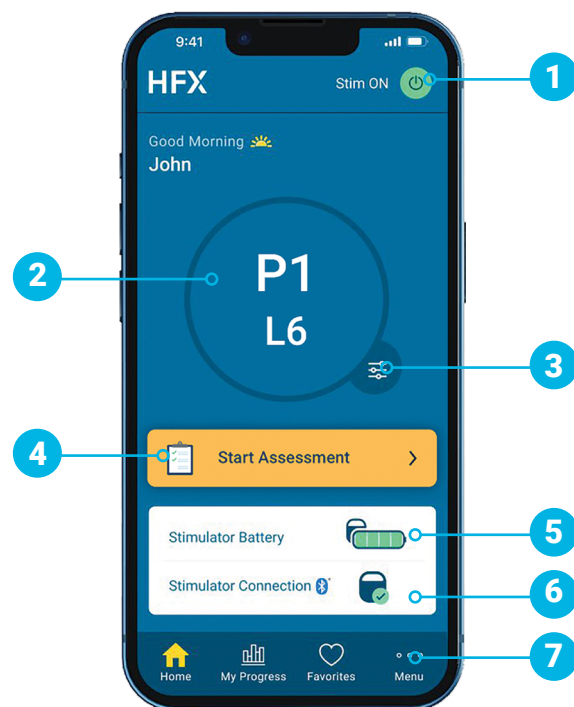 9:41
HFX
Stim ON
1
Good Morning
John
2
P1
L6
3
4
Start Assessment
Stimulator Battery
5
Stimulator Connection
6
Home
My Progress
Favorites
Menu
7